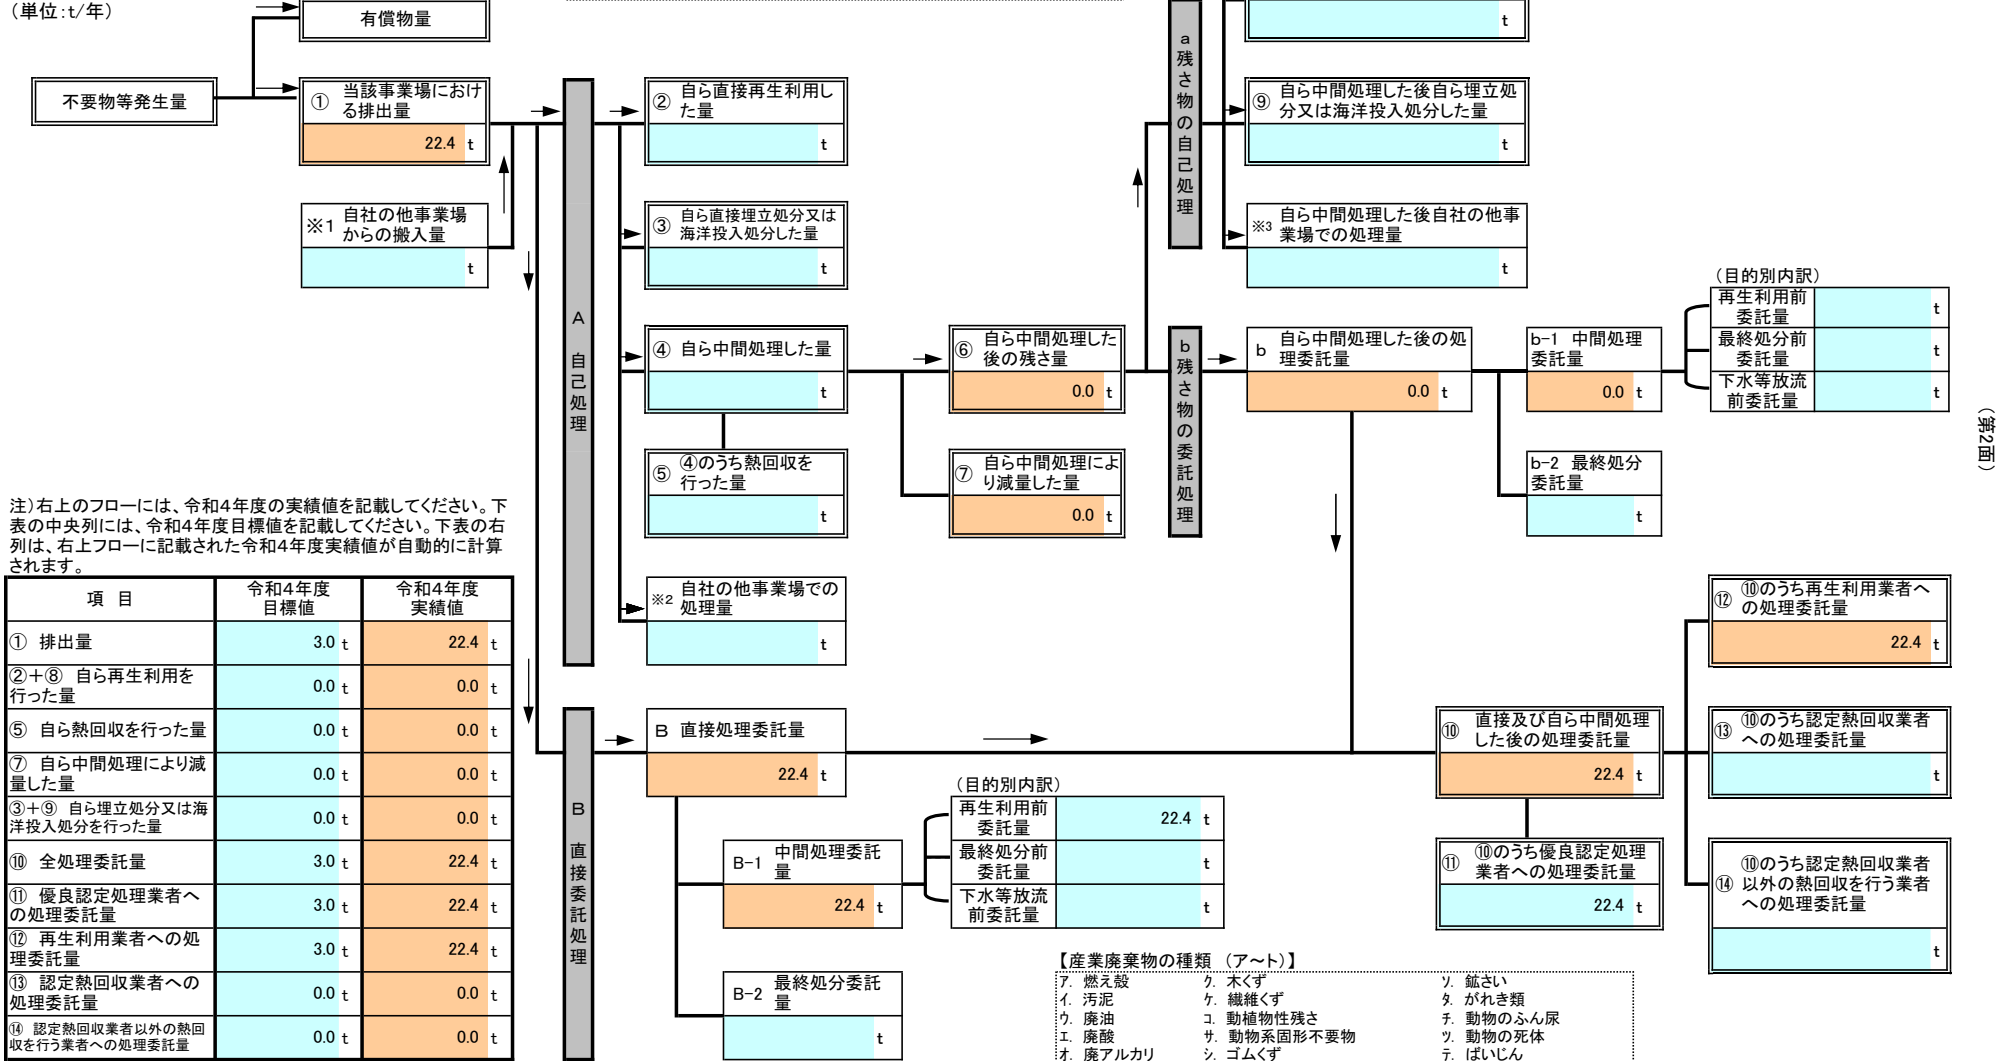 （単位：t/年）
有償物量
不要物等発生量
① 当該事業場におけ
る排出量
22.4 t
※1 自社の他事業場
からの搬入量
t
A 自己処理
② 自ら直接再生利用し
た量
t
③ 自ら直接埋立処分又は
海洋投入処分した量
t
④ 自ら中間処理した量
t
⑤ ④のうち熱回収を
行った量
t
※2 自社の他事業場での
処理量
t
⑥ 自ら中間処理した
後の残さ量
0.0 t
⑦ 自ら中間処理によ
り減量した量
0.0 t
a 残さ物の自己処理
t
⑨ 自ら中間処理した後自ら埋立処
分又は海洋投入処分した量
t
※3 自ら中間処理した後自社の他事
業場での処理量
t
b 残さ物の委託処理
b 自ら中間処理した後の処
理委託量
0.0 t
b-1 中間処理
委託量
0.0 t
b-2 最終処分
委託量
t
（目的別内訳）
再生利用前
委託量 t
最終処分前
委託量 t
下水等放流
前委託量 t
（第2面）
注）右上のフローには、令和4年度の実績値を記載してください。下
表の中央列には、令和4年度目標値を記載してください。下表の右
列は、右上フローに記載された令和4年度実績値が自動的に計算
されます。
項 目 令和4年度 令和4年度
目標値 実績値
① 排出量 3.0 t 22.4 t
②＋⑧ 自ら再生利用を
行った量 0.0 t 0.0 t
⑤ 自ら熱回収を行った量 0.0 t 0.0 t
⑦ 自ら中間処理により減
量した量 0.0 t 0.0 t
③＋⑨ 自ら埋立処分又は海
洋投入処分を行った量 0.0 t 0.0 t
⑩ 全処理委託量 3.0 t 22.4 t
⑪ 優良認定処理業者へ
の処理委託量 3.0 t 22.4 t
⑫ 再生利用業者への処
理委託量 3.0 t 22.4 t
⑬ 認定熱回収業者への
処理委託量 0.0 t 0.0 t
⑭ 認定熱回収業者以外の熱回
収を行う業者への処理委託量 0.0 t 0.0 t
B 直接委託処理
B 直接処理委託量
22.4 t
B-1 中間処理委託
量
22.4 t
B-2 最終処分委託
量
t
（目的別内訳）
再生利用前
委託量 22.4 t
最終処分前
委託量 t
下水等放流
前委託量 t
⑩ 直接及び自ら中間処理
した後の処理委託量
22.4 t
⑪ ⑩のうち優良認定処理
業者への処理委託量
22.4 t
⑫ ⑩のうち再生利用業者へ
の処理委託量
22.4 t
⑬ ⑩のうち認定熱回収業者
への処理委託量
t
⑭ ⑩のうち認定熱回収業者
以外の熱回収を行う業者
への処理委託量
t
【産業廃棄物の種類 （ア～ト）】
ア. 燃え殻 ク. 木くず ソ. 鉱さい
イ. 汚泥 ケ. 繊維くず タ. がれき類
ウ. 廃油 コ. 動植物性残さ チ. 動物のふん尿
エ. 廃酸 サ. 動物系固形不要物 ツ. 動物の死体
オ. 廃アルカリ シ. ゴムくず テ. ばいじん